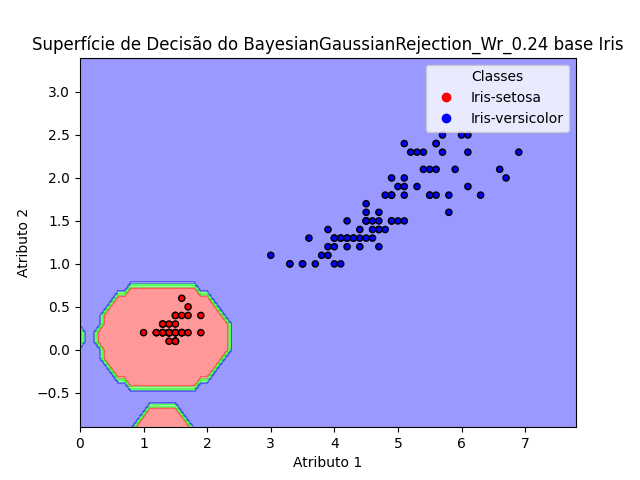 Superfície de Decisão do BayesianGaussianRejection_Wr_0.24 base Iris
Classes
Iris-setosa
Iris-versicolor
Atributo 2
3.0
2.5
2.0
1.5
1.0
0.5
0.0
−0.5
0 1 2 3 4 5 6 7
Atributo 1